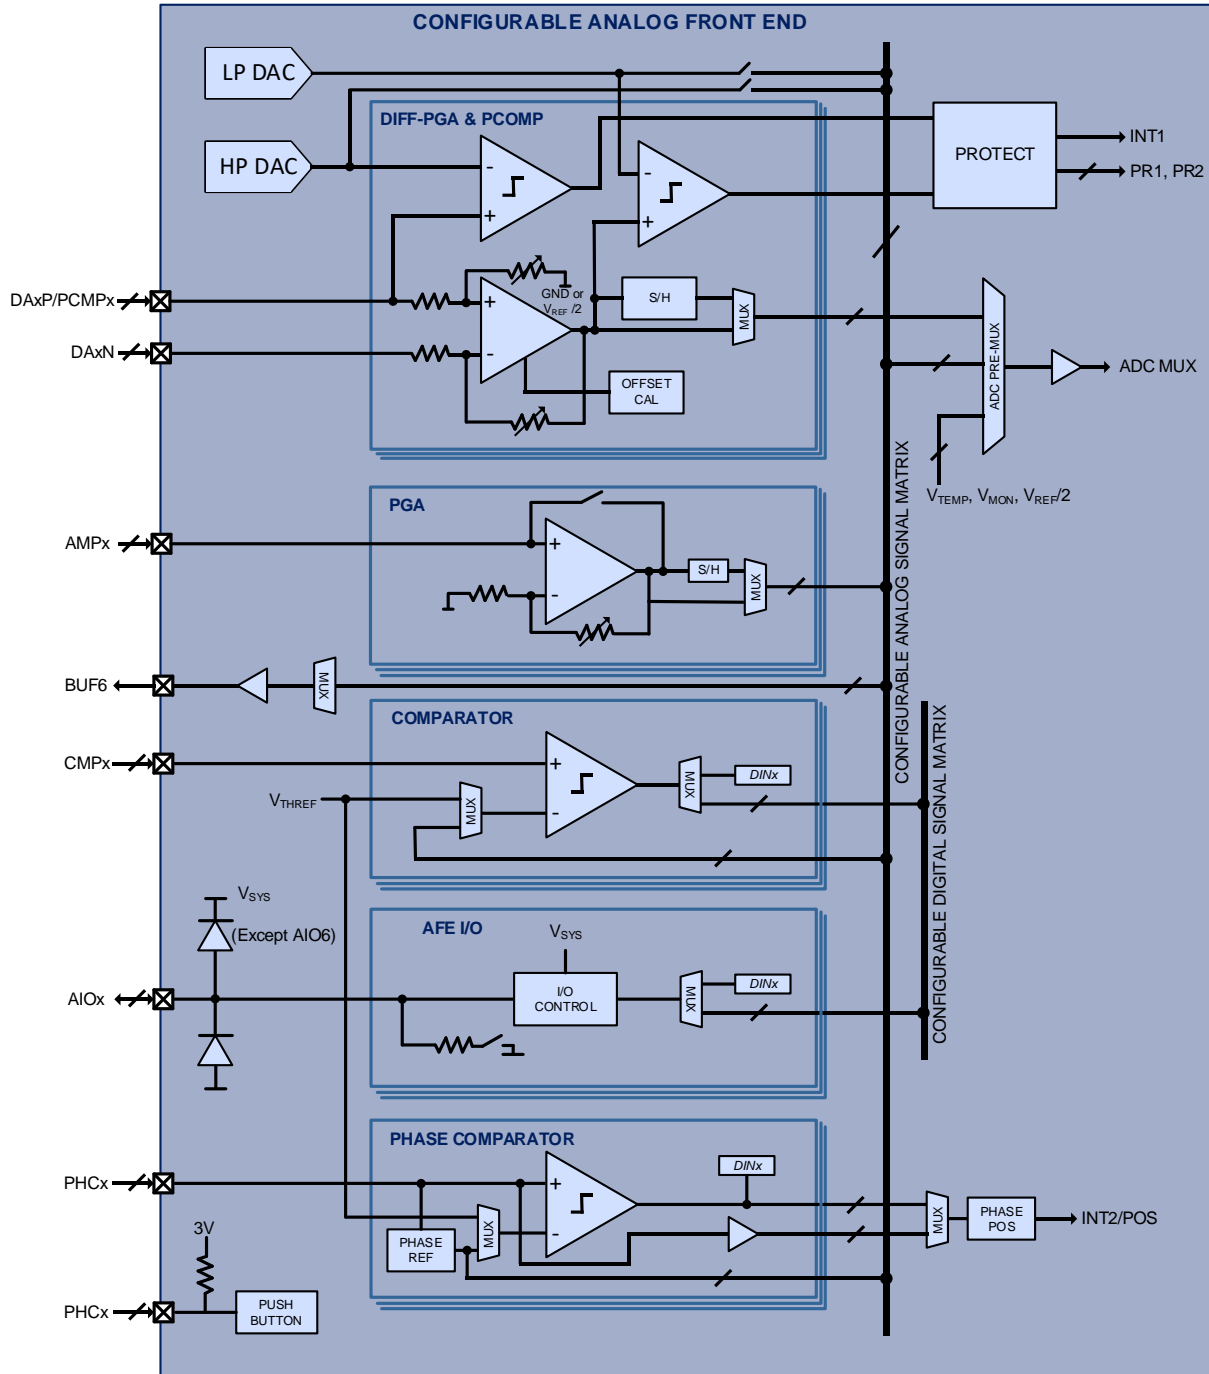 CONFIGURABLE ANALOG FRONT END
LP DAC
HP DAC
DIFF-PGA & PCOMP
-
+
-
+
PROTECT
INT1
PR1, PR2
DAxP/PCMPx
DAxN
+
-
GND or
VREF /2
S/H
MUX
OFFSET
CAL
ADC PRE-MUX
ADC MUX
VTEMP, VMON, VREF/2
CONFIGURABLE ANALOG SIGNAL MATRIX
PGA
AMPx
+
-
S/H
MUX
BUF6
MUX
COMPARATOR
CMPx
+
-
VTHREF
MUX
MUX
DINx
CONFIGURABLE DIGITAL SIGNAL MATRIX
VSYS
(Except AIO6)
AFE I/O
VSYS
AIOx
I/O
CONTROL
MUX
DINx
PHASE COMPARATOR
PHCx
+
-
DINx
PHASE
REF
MUX
MUX
PHASE
POS
INT2/POS
3V
PHCx
PUSH
BUTTON